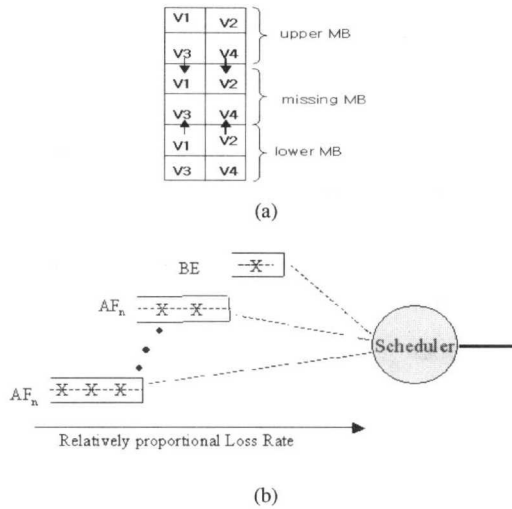 V1 V2
upper MB
V3 V4
V1 V2
missing MB
V3 V4
V1 V2
lower MB
V3 V4
(a)
BE X
AFn X X
Scheduler
AFn X X X
Relatively proportional Loss Rate
(b)